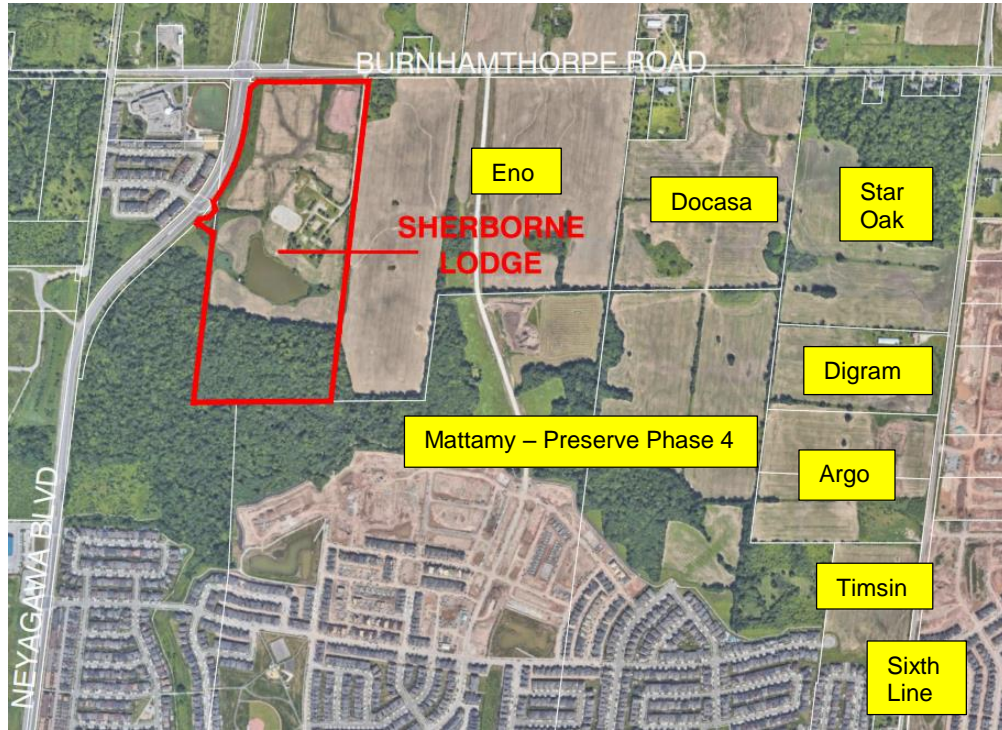 BURNHAMTHORPE ROAD
Eno
Docasa
Star
Oak
SHERBORNE
LODGE
Digram
Mattamy – Preserve Phase 4
Argo
Timsin
NEYAGAWA BLVD
Sixth
Line